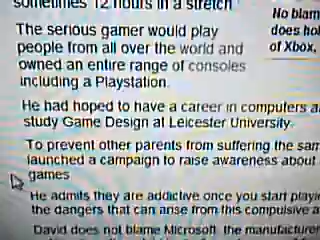 sometimes 12 hours in a stretch
The serious gamer would play
people from all over the world and
owned an entire range of consoles
including a Playstation.
He had hoped to have a career in computers a
study Game Design at Leicester University.
To prevent other parents from suffering the sam
launched a campaign to raise awareness about
games
He admits they are addictive once you start playi
the dangers that can arise from this compulsive a
David does not blame Microsoft, the manufacturer
No blam
does hol
of Xbox,